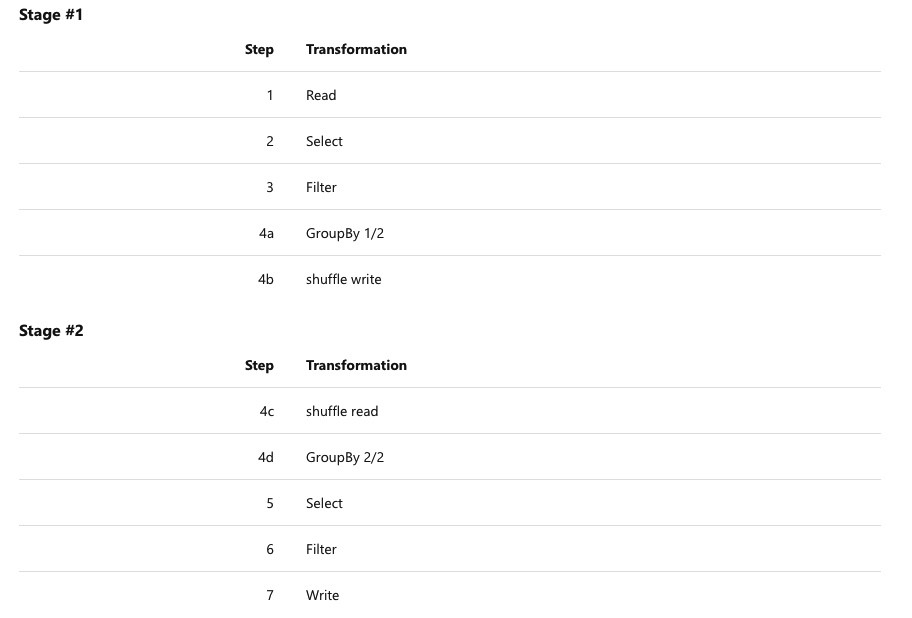 Stage #1
Step Transformation
1 Read
2 Select
3 Filter
4a GroupBy 1/2
4b shuffle write
Stage #2
Step Transformation
4c shuffle read
4d GroupBy 2/2
5 Select
6 Filter
7 Write